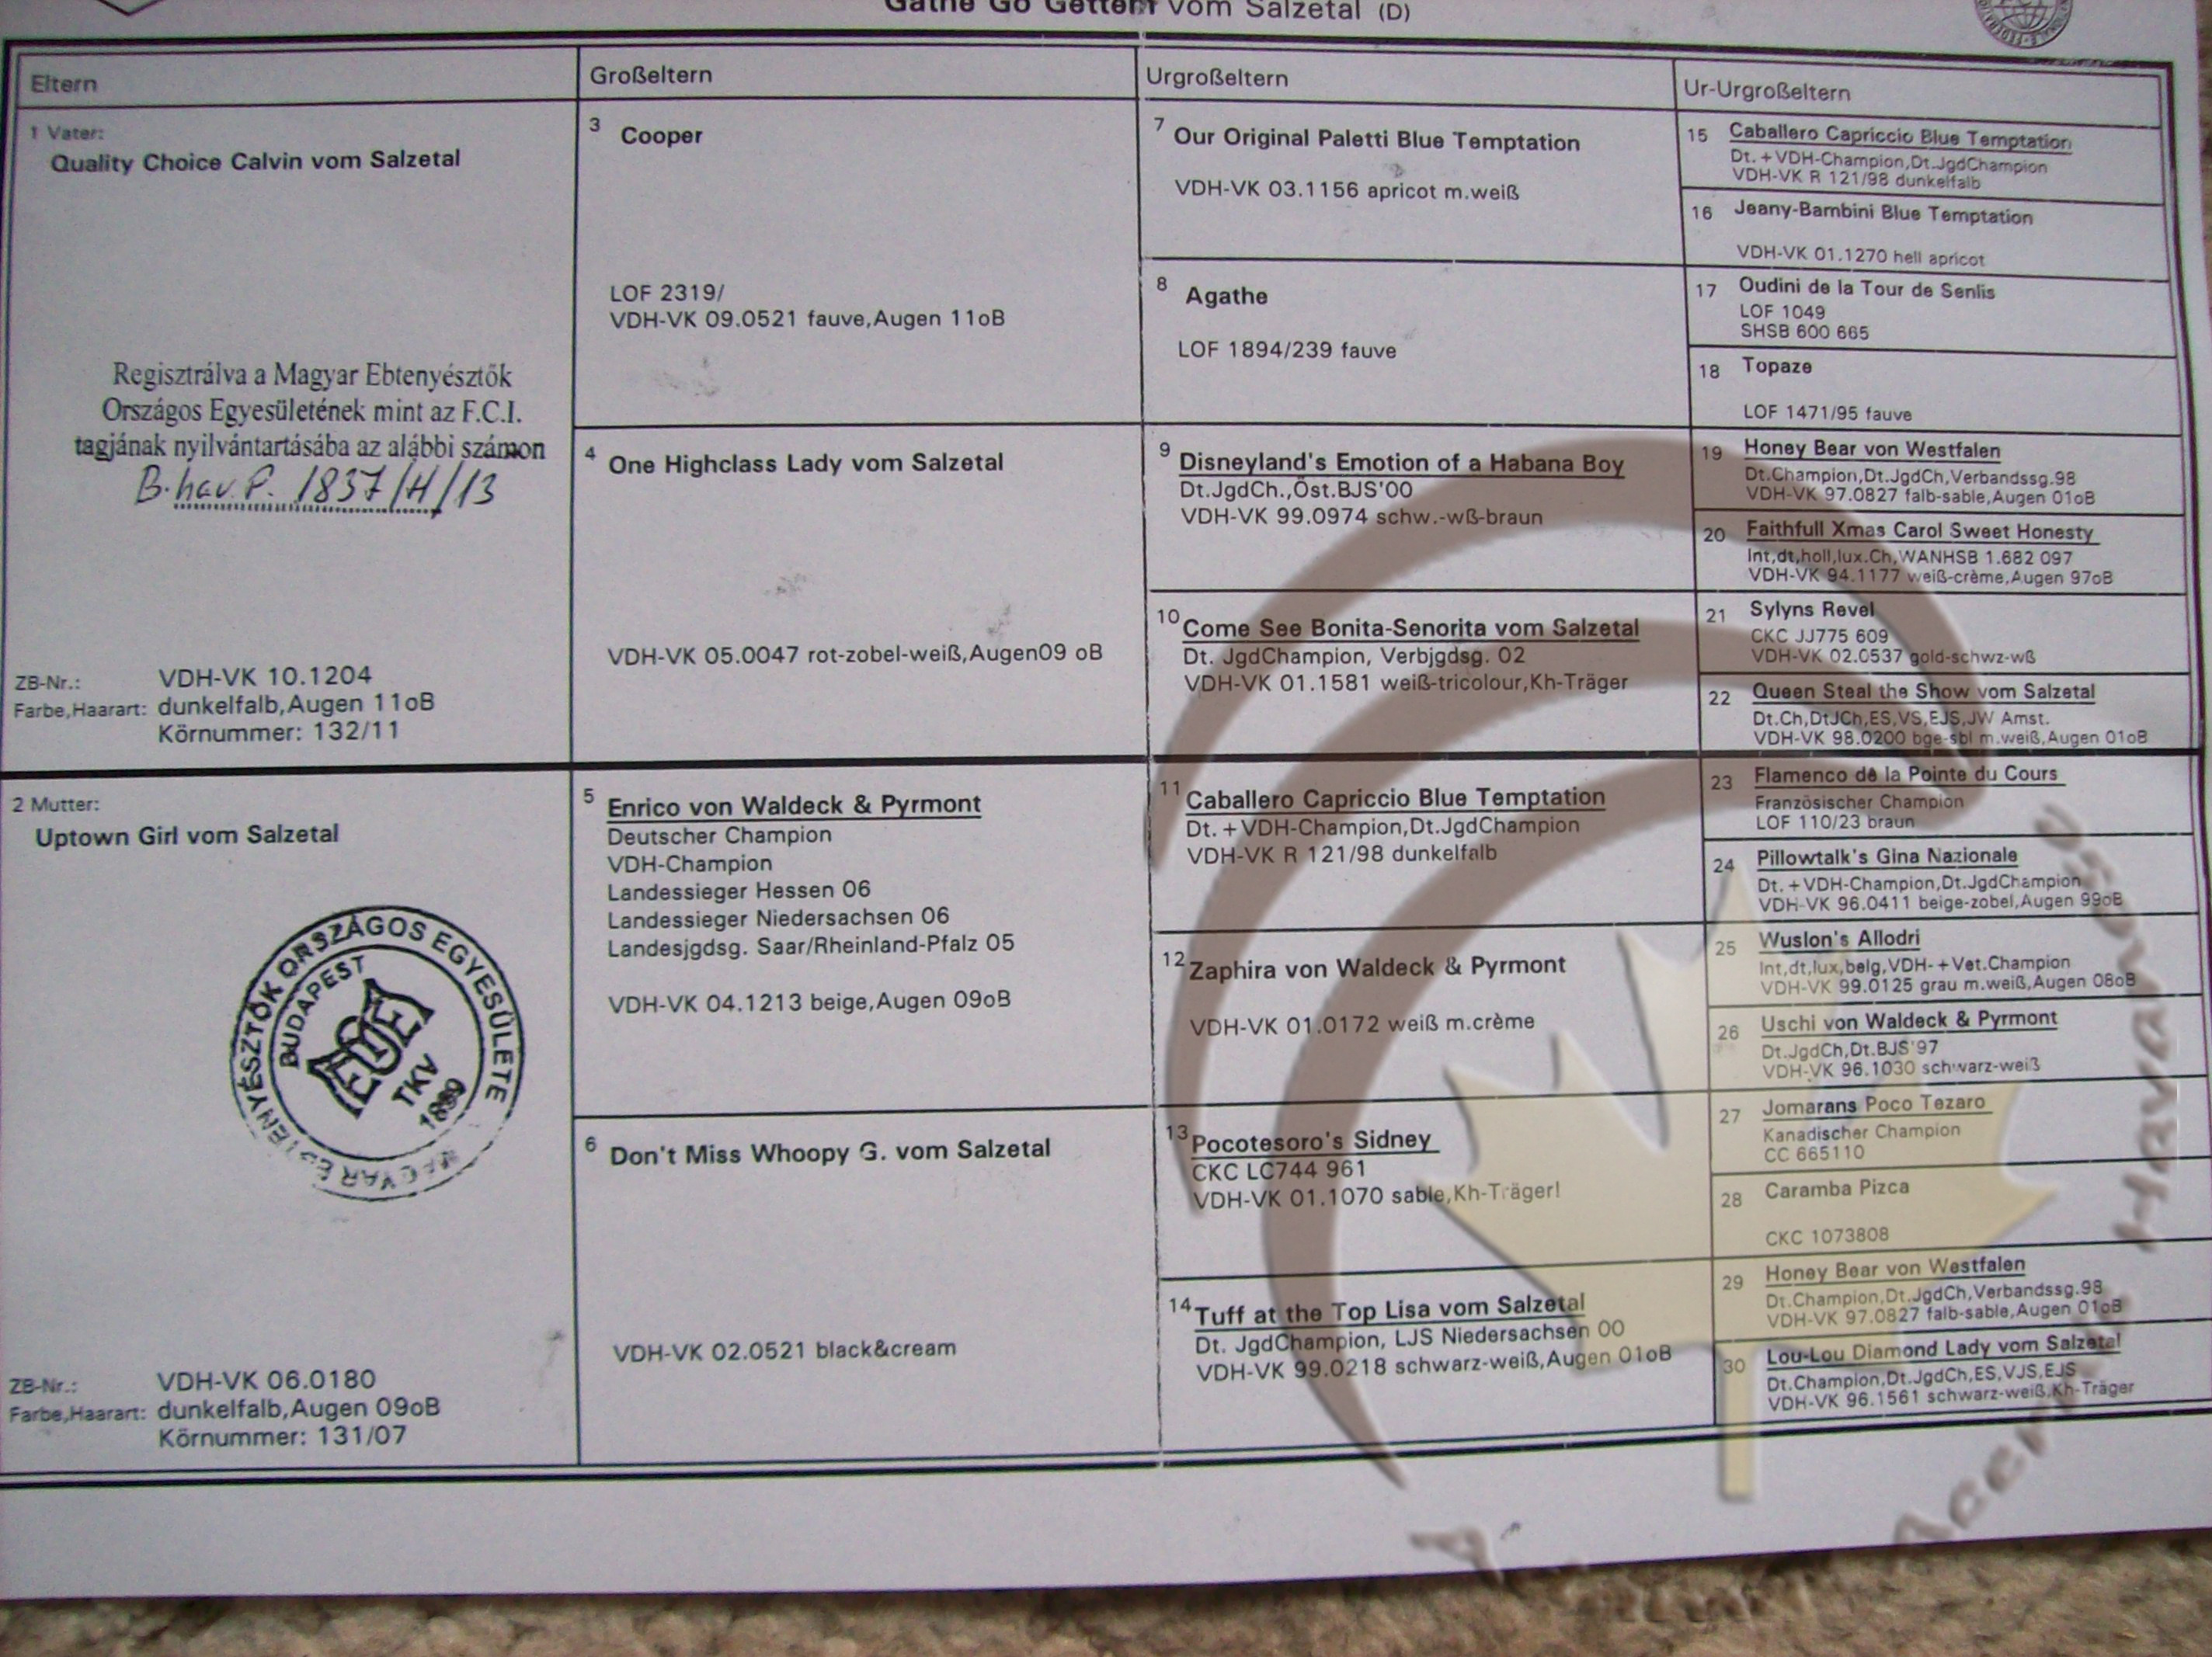 vom Salzetal (D)
Eltern
Großeltern
Urgroßeltern
Ur-Urgroßeltern
1 Vater:
Quality Choice Calvin vom Salzetal
Regisztrálva a Magyar Ebtenyésztők
Országos Egyesületének mint az F.C.I.
tagjának nyilvántartásába az alábbi számon
B.hav.P. 1837/H/13
ZB-Nr.: VDH-VK 10.1204
Farbe,Haarart: dunkelfalb,Augen 11oB
Körnummer: 132/11
2 Mutter:
Uptown Girl vom Salzetal
MAGYAR EBTENYÉSZTŐK ORSZÁGOS EGYESÜLETE
BUDAPEST
TKV
ZB-Nr.: VDH-VK 06.0180
Farbe,Haarart: dunkelfalb,Augen 09oB
Körnummer: 131/07
3 Cooper
LOF 2319/
VDH-VK 09.0521 fauve,Augen 11oB
4 One Highclass Lady vom Salzetal
VDH-VK 05.0047 rot-zobel-weiß,Augen09 oB
5 Enrico von Waldeck & Pyrmont
Deutscher Champion
VDH-Champion
Landessieger Hessen 06
Landessieger Niedersachsen 06
Landesjgdsg. Saar/Rheinland-Pfalz 05
VDH-VK 04.1213 beige,Augen 09oB
6 Don't Miss Whoopy G. vom Salzetal
VDH-VK 02.0521 black&cream
7 Our Original Paletti Blue Temptation
VDH-VK 03.1156 apricot m.weiß
8 Agathe
LOF 1894/239 fauve
9 Disneyland's Emotion of a Habana Boy
Dt.JgdCh.,Öst.BJS'00
VDH-VK 99.0974 schw.-wß-braun
10 Come See Bonita-Senorita vom Salzetal
Dt. JgdChampion, Verbjgdsg. 02
VDH-VK 01.1581 weiß-tricolour,Kh-Träger
11 Caballero Capriccio Blue Temptation
Dt.+VDH-Champion,Dt.JgdChampion
VDH-VK R 121/98 dunkelfalb
12 Zaphira von Waldeck & Pyrmont
VDH-VK 01.0172 weiß m.crème
13 Pocotesoro's Sidney
CKC LC744 961
VDH-VK 01.1070 sable,Kh-Träger!
14 Tuff at the Top Lisa vom Salzetal
Dt. JgdChampion, LJS Niedersachsen 00
VDH-VK 99.0218 schwarz-weiß,Augen 01oB
15 Caballero Capriccio Blue Temptation
Dt.+VDH-Champion,Dt.JgdChampion
VDH-VK R 121/98 dunkelfalb
16 Jeany-Bambini Blue Temptation
VDH-VK 01.1270 hell apricot
17 Oudini de la Tour de Senlis
LOF 1049
SHSB 600 665
18 Topaze
LOF 1471/95 fauve
19 Honey Bear von Westfalen
Dt.Champion,Dt.JgdCh,Verbandssg.98
VDH-VK 97.0827 falb-sable,Augen 01oB
20 Faithfull Xmas Carol Sweet Honesty
Int,dt,holl,lux.Ch,WANHSB 1.682 097
VDH-VK 94.1177 weiß-crème,Augen 97oB
21 Sylyns Revel
CKC JJ775 609
VDH-VK 02.0537 gold-schwz-wß
22 Queen Steal the Show vom Salzetal
Dt.Ch,DtJCh,ES,VS,EJS,JW Amst.
VDH-VK 98.0200 bge-sbl m.weiß,Augen 01oB
23 Flamenco de la Pointe du Cours
Französischer Champion
LOF 110/23 braun
24 Pillowtalk's Gina Nazionale
Dt.+VDH-Champion,Dt.JgdChampion
VDH-VK 96.0411 beige-zobel,Augen 99oB
25 Wuslon's Allodri
Int,dt,lux,belg,VDH-+Vet.Champion
VDH-VK 99.0125 grau m.weiß,Augen 08oB
26 Uschi von Waldeck & Pyrmont
Dt.JgdCh,Dt.BJS'97
VDH-VK 96.1030 schwarz-weiß
27 Jomarans Poco Tezaro
Kanadischer Champion
CC 665110
28 Caramba Pizca
CKC 1073808
29 Honey Bear von Westfalen
Dt.Champion,Dt.JgdCh,Verbandssg.98
VDH-VK 97.0827 falb-sable,Augen 01oB
30 Lou-Lou Diamond Lady vom Salzetal
Dt.Champion,Dt.JgdCh,ES,VJS,EJS
VDH-VK 96.1561 schwarz-weiß,Kh-Träger